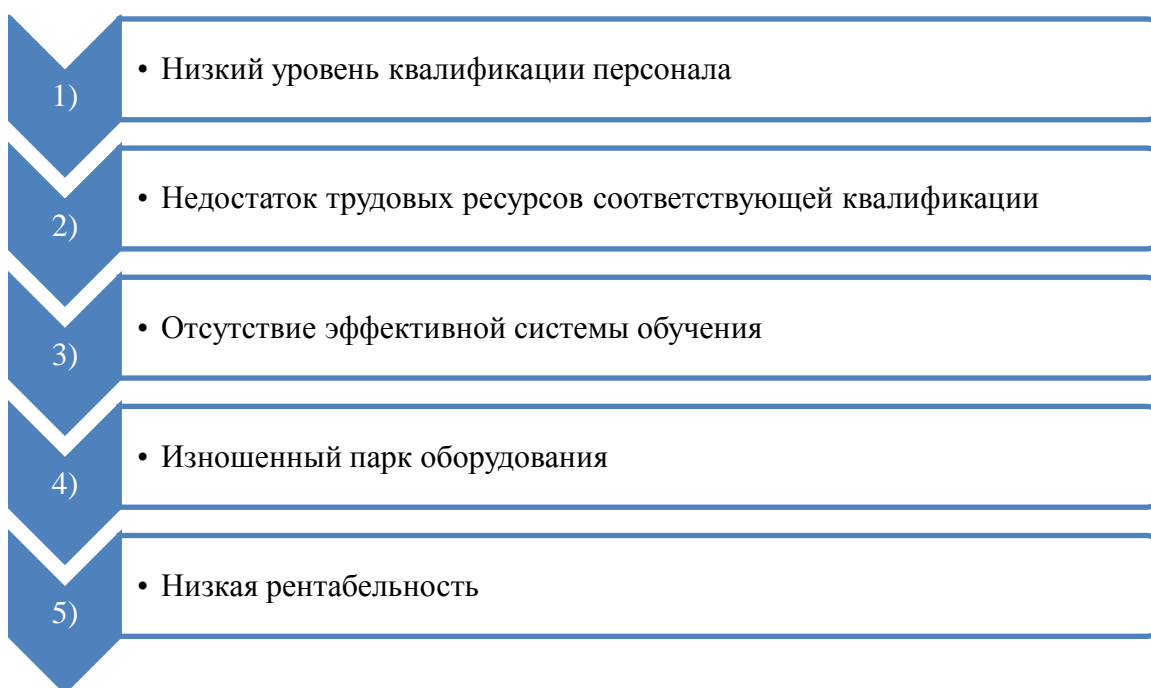 1)
• Низкий уровень квалификации персонала
2)
• Недостаток трудовых ресурсов соответствующей квалификации
3)
• Отсутствие эффективной системы обучения
4)
• Изношенный парк оборудования
5)
• Низкая рентабельность